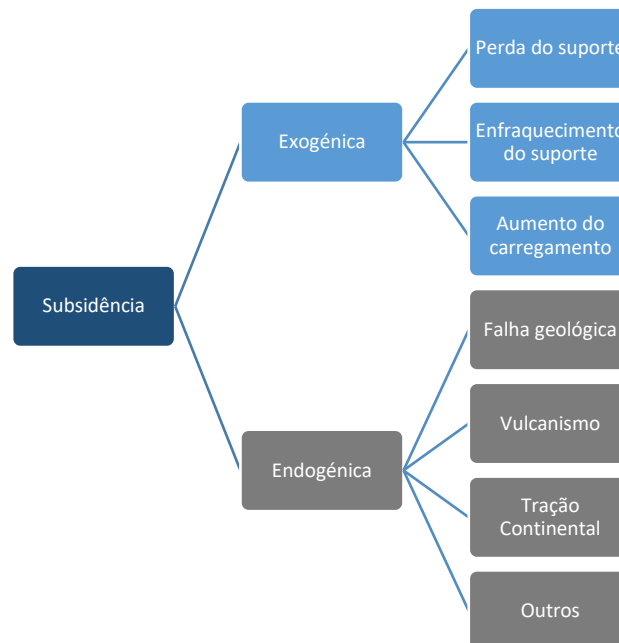 Perda do suporte
Exogénica
Enfraquecimento
do suporte
Aumento do
carregamento
Subsidência
Falha geológica
Vulcanismo
Endogénica
Tração
Continental
Outros